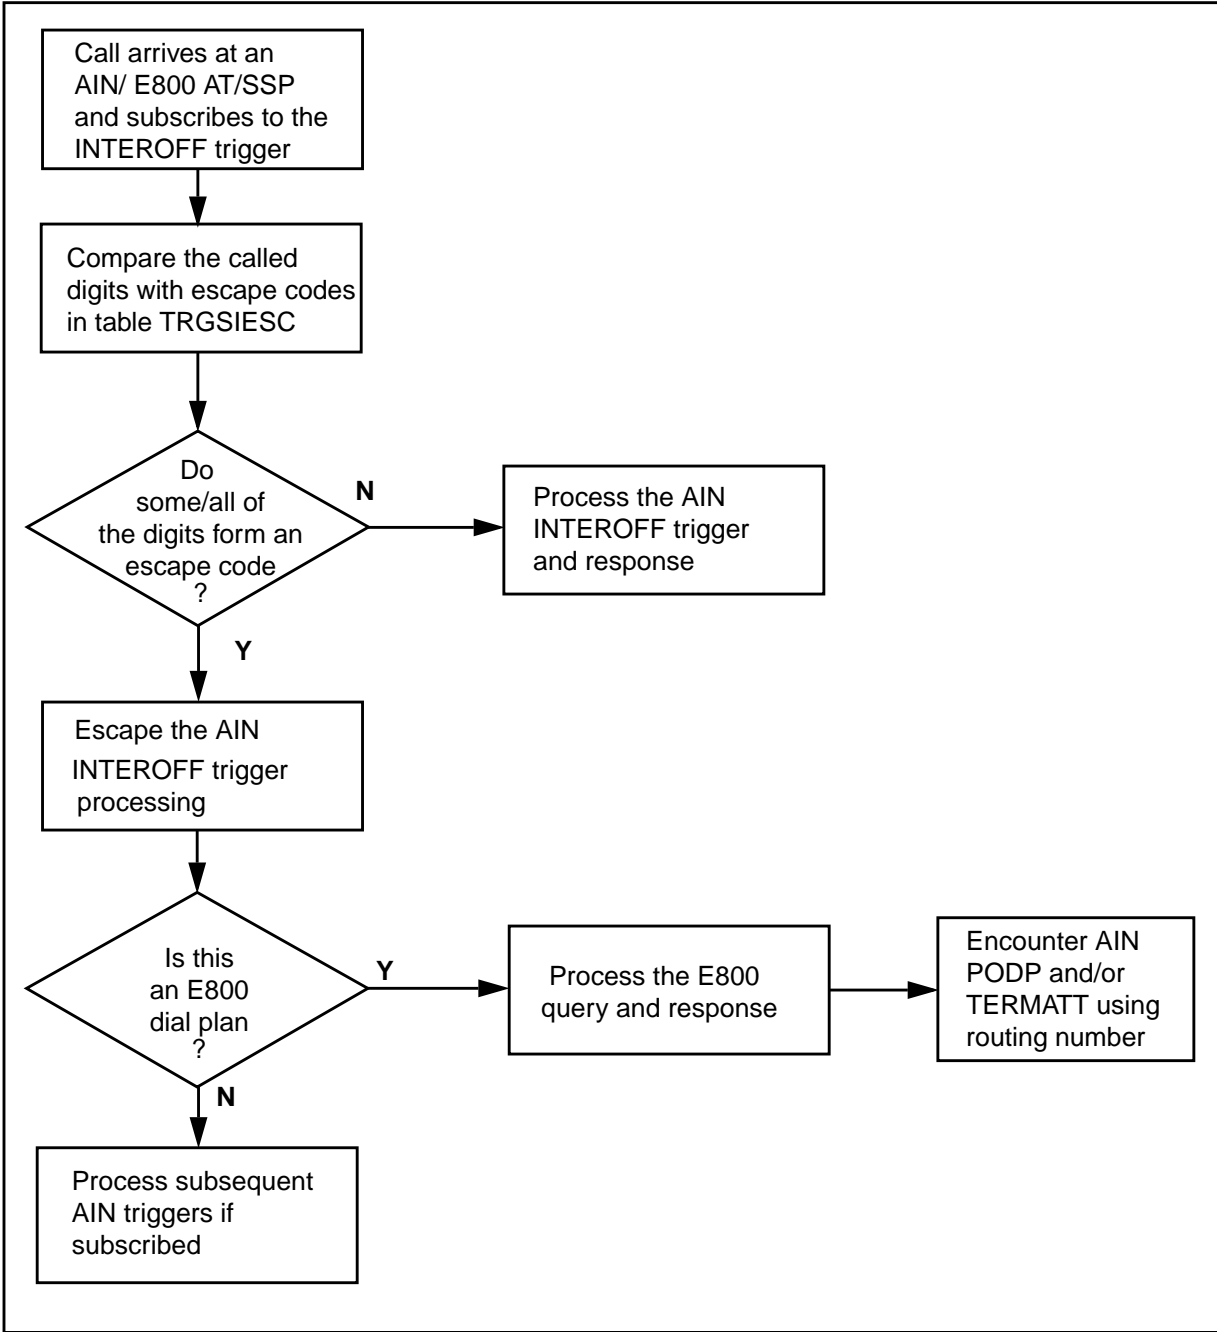 Call arrives at an
AIN/ E800 AT/SSP
and subscribes to the
INTEROFF trigger
Compare the called
digits with escape codes
in table TRGSIESC
Do
some/all of
the digits form an
escape code
?
N
Process the AIN
INTEROFF trigger
and response
Y
Escape the AIN
INTEROFF trigger
processing
Is this
an E800
dial plan
?
Y
Process the E800
query and response
Encounter AIN
PODP and/or
TERMATT using
routing number
N
Process subsequent
AIN triggers if
subscribed